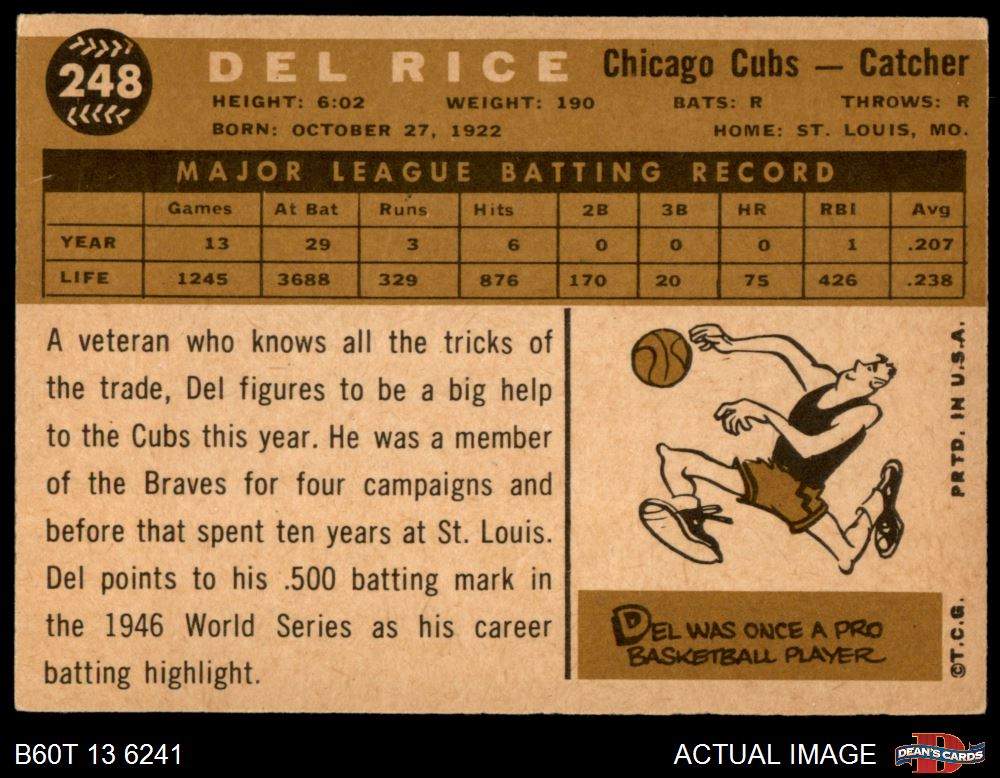 248
DEL RICE Chicago Cubs — Catcher
HEIGHT: 6:02 WEIGHT: 190 BATS: R THROWS: R
BORN: OCTOBER 27, 1922 HOME: ST. LOUIS, MO.
MAJOR LEAGUE BATTING RECORD
Games At Bat Runs Hits 2B 3B HR RBI Avg
YEAR 13 29 3 6 0 0 0 1 .207
LIFE 1245 3688 329 876 170 20 75 426 .238
A veteran who knows all the tricks of
the trade, Del figures to be a big help
to the Cubs this year. He was a member
of the Braves for four campaigns and
before that spent ten years at St. Louis.
Del points to his .500 batting mark in
the 1946 World Series as his career
batting highlight.
DEL WAS ONCE A PRO
BASKETBALL PLAYER
©T.C.G. PRTD. IN U.S.A.
B60T 13 6241 ACTUAL IMAGE
D
DEAN'S CARDS